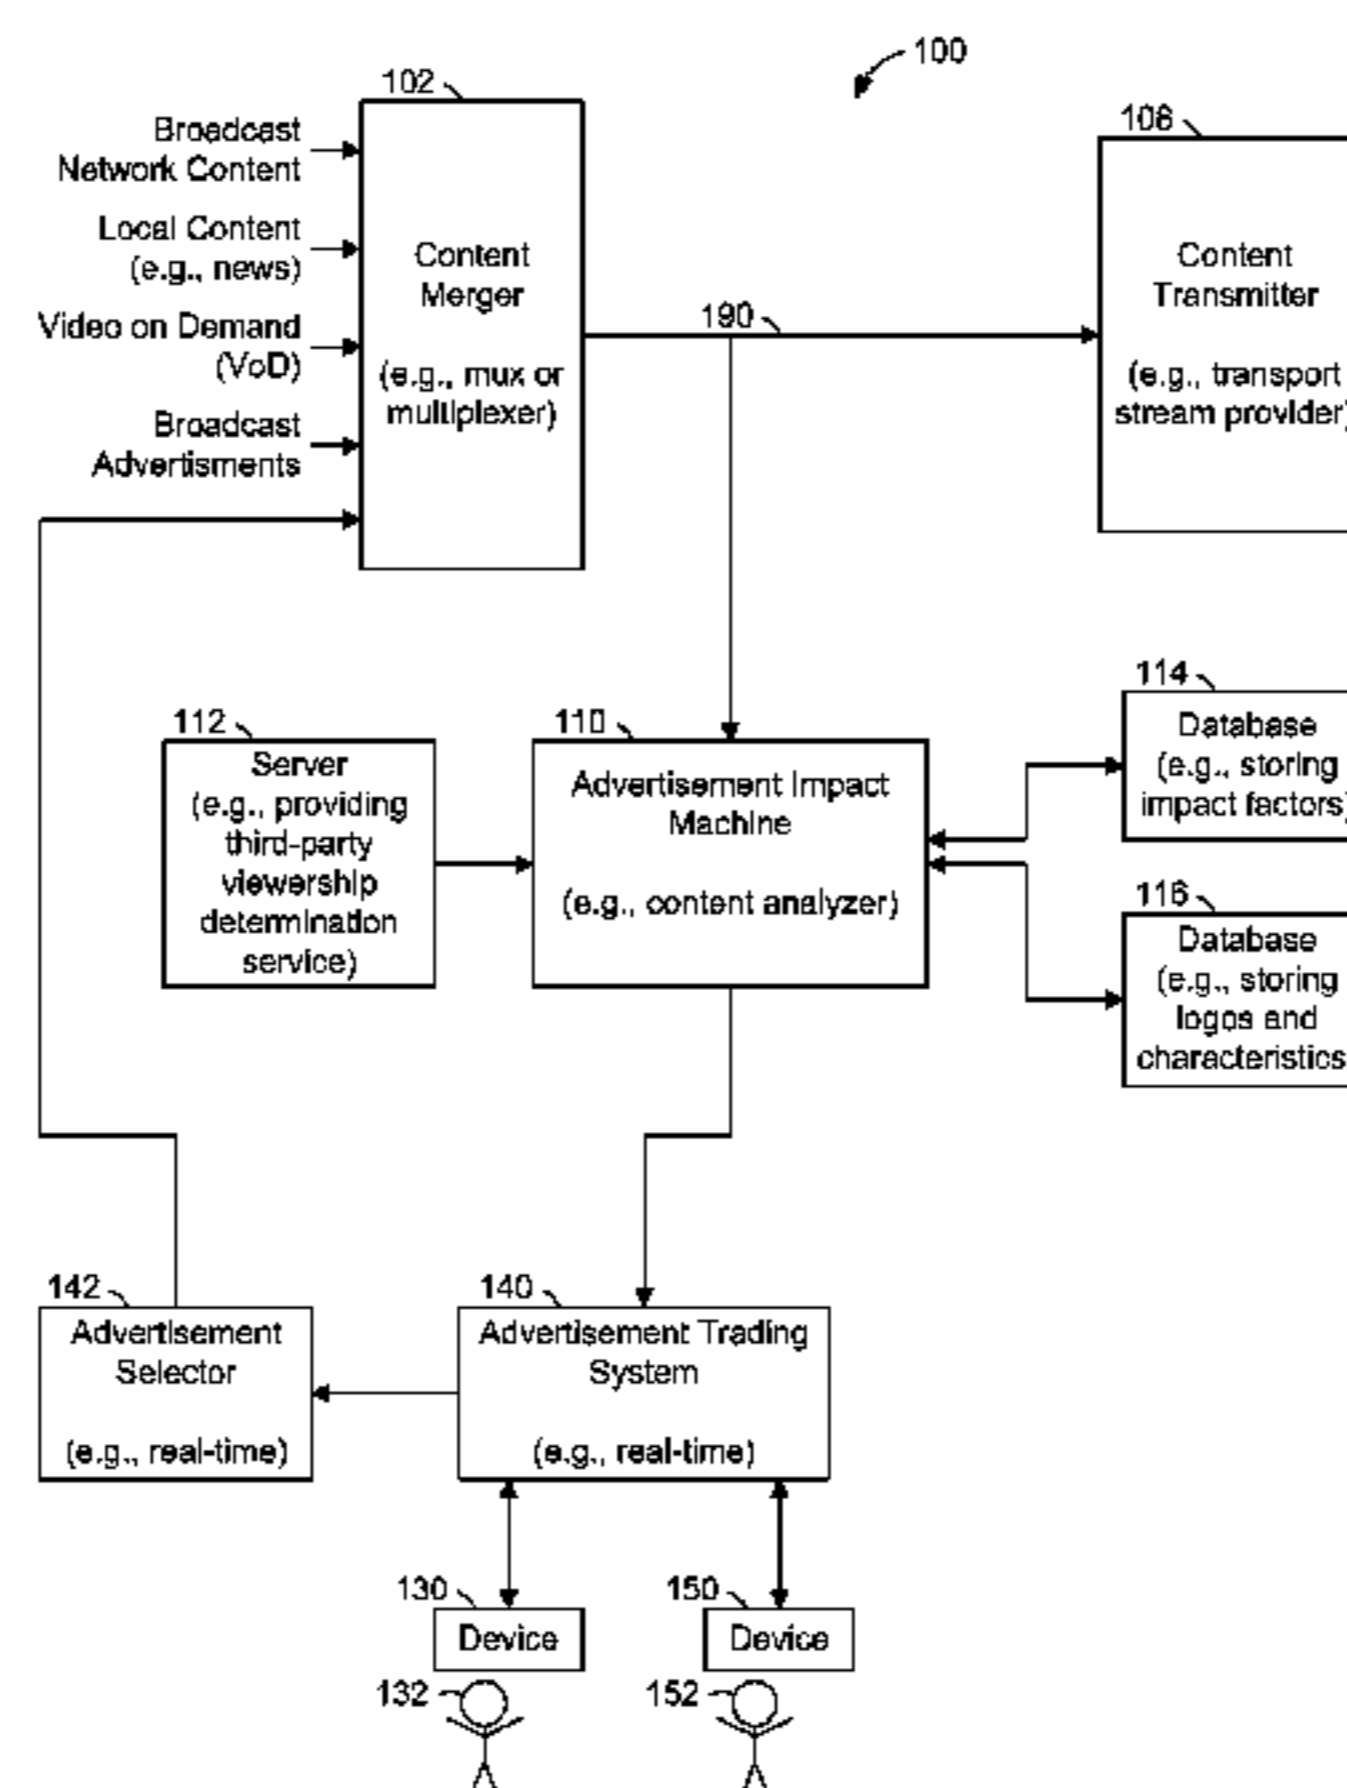 100
102
Broadcast
Network Content
Local Content
(e.g., news)
Video on Demand
(VoD)
Broadcast
Advertisments
Content
Merger
(e.g., mux or
multiplexer)
190
106
Content
Transmitter
(e.g., transport
stream provider)
112
Server
(e.g., providing
third-party
viewership
determination
service)
110
Advertisement Impact
Machine
(e.g., content analyzer)
114
Database
(e.g., storing
impact factors)
116
Database
(e.g., storing
logos and
characteristics
142
Advertisement
Selector
(e.g., real-time)
140
Advertisement Trading
System
(e.g., real-time)
130
Device
132
150
Device
152